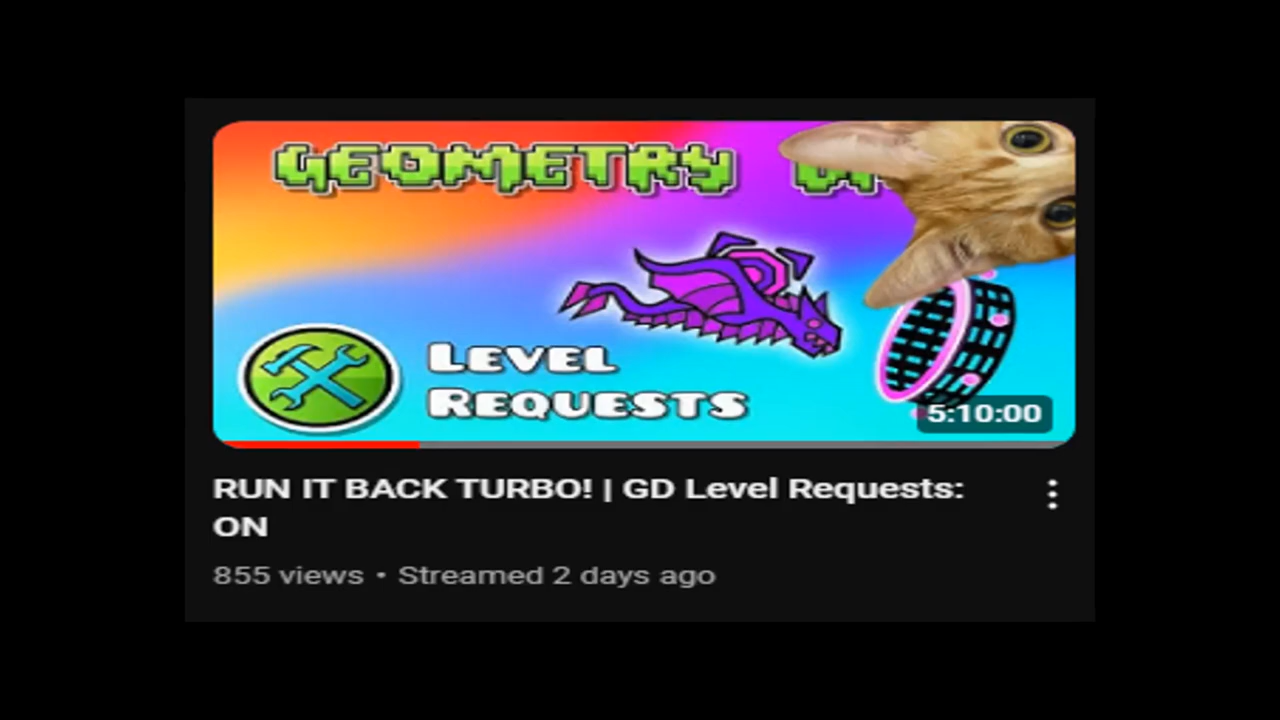 GEOMETRY
LEVEL
REQUESTS
5:10:00
RUN IT BACK TURBO! | GD Level Requests:
ON
855 views • Streamed 2 days ago